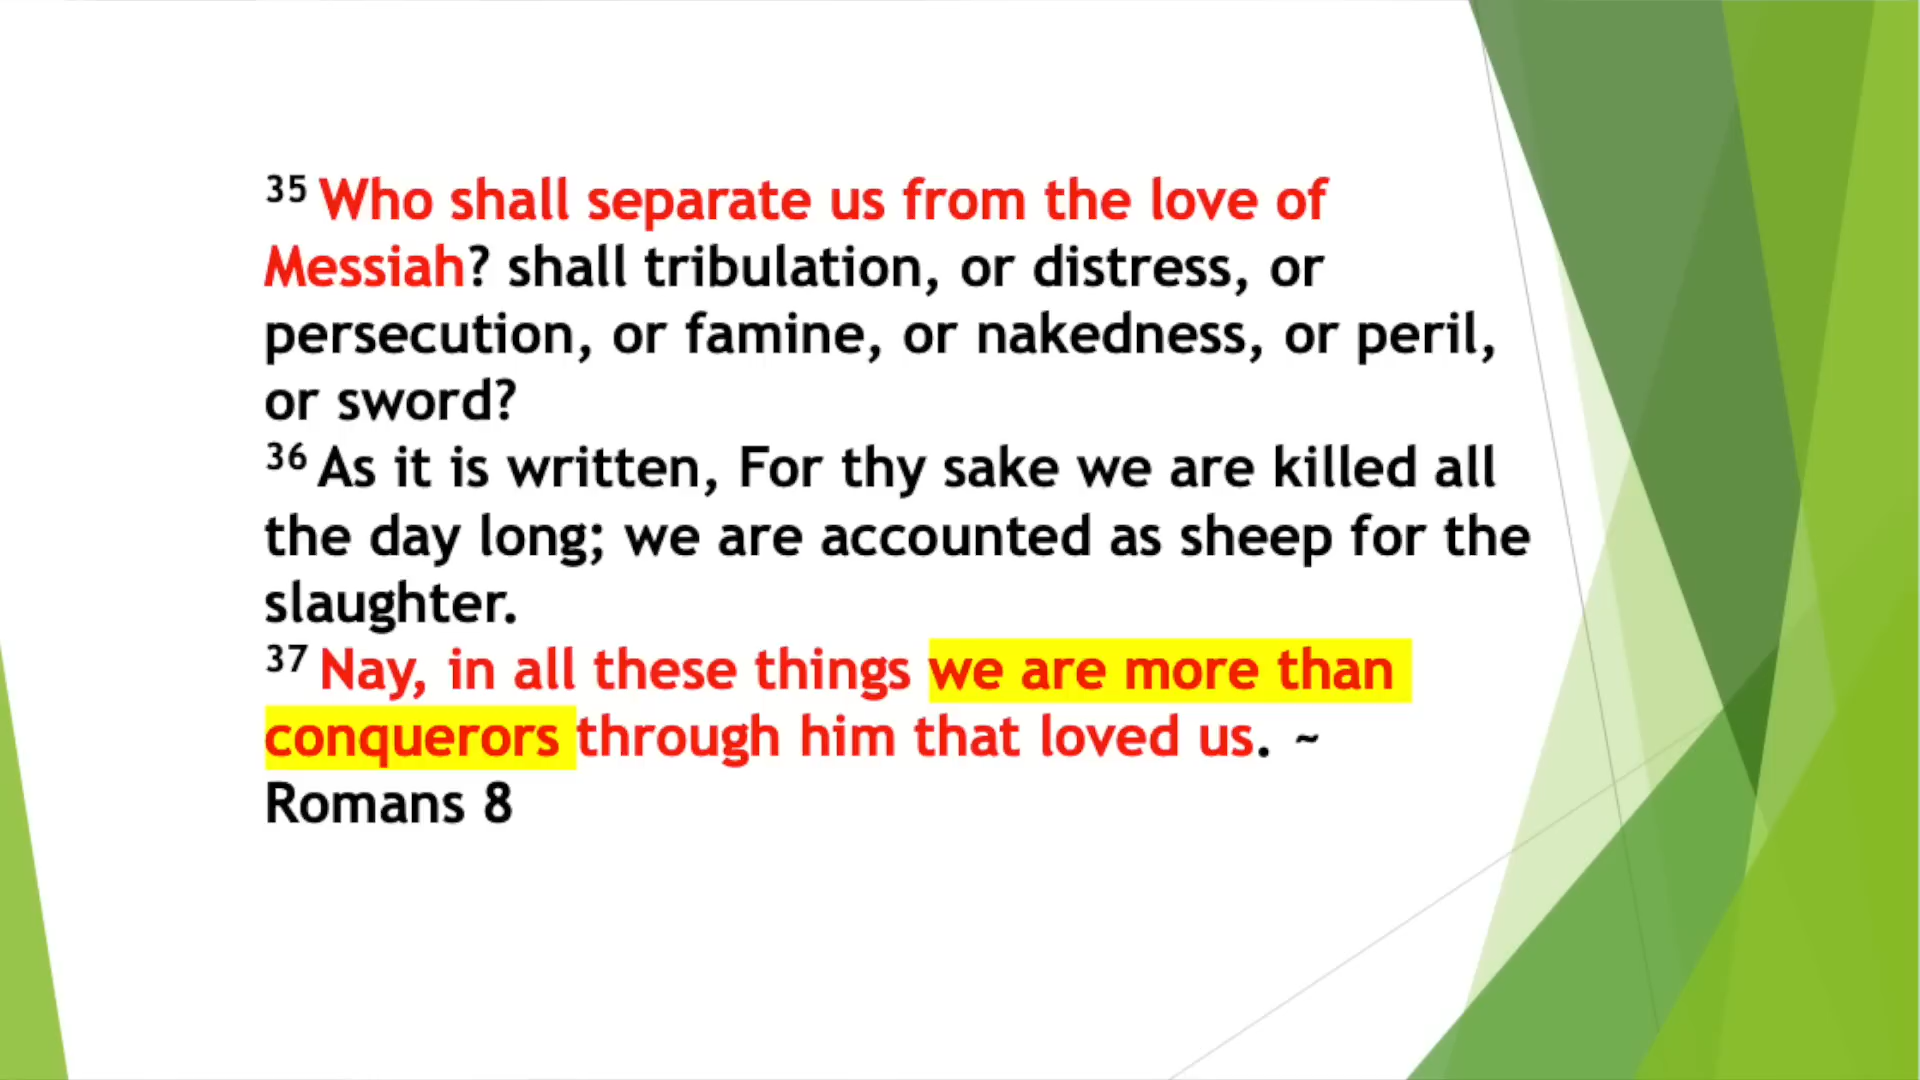 35 Who shall separate us from the love of
Messiah? shall tribulation, or distress, or
persecution, or famine, or nakedness, or peril,
or sword?
36 As it is written, For thy sake we are killed all
the day long; we are accounted as sheep for the
slaughter.
37 Nay, in all these things we are more than
conquerors through him that loved us. ~
Romans 8